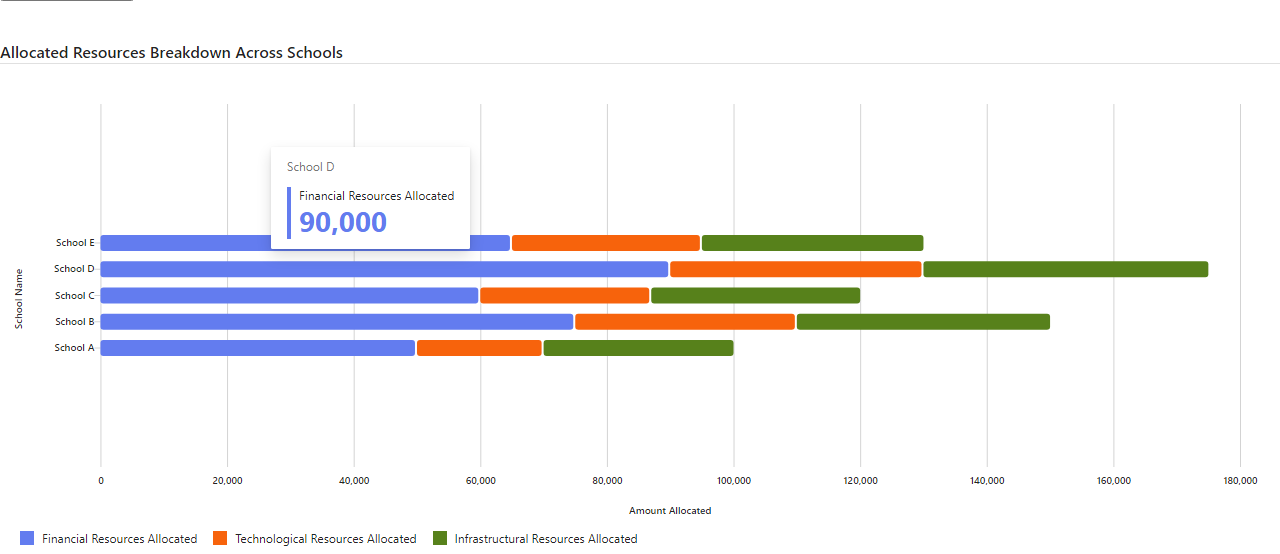 Allocated Resources Breakdown Across Schools
School D
Financial Resources Allocated
90,000
School E
School D
School C
School B
School A
School Name
0 20,000 40,000 60,000 80,000 100,000 120,000 140,000 160,000 180,000
Amount Allocated
Financial Resources Allocated Technological Resources Allocated Infrastructural Resources Allocated